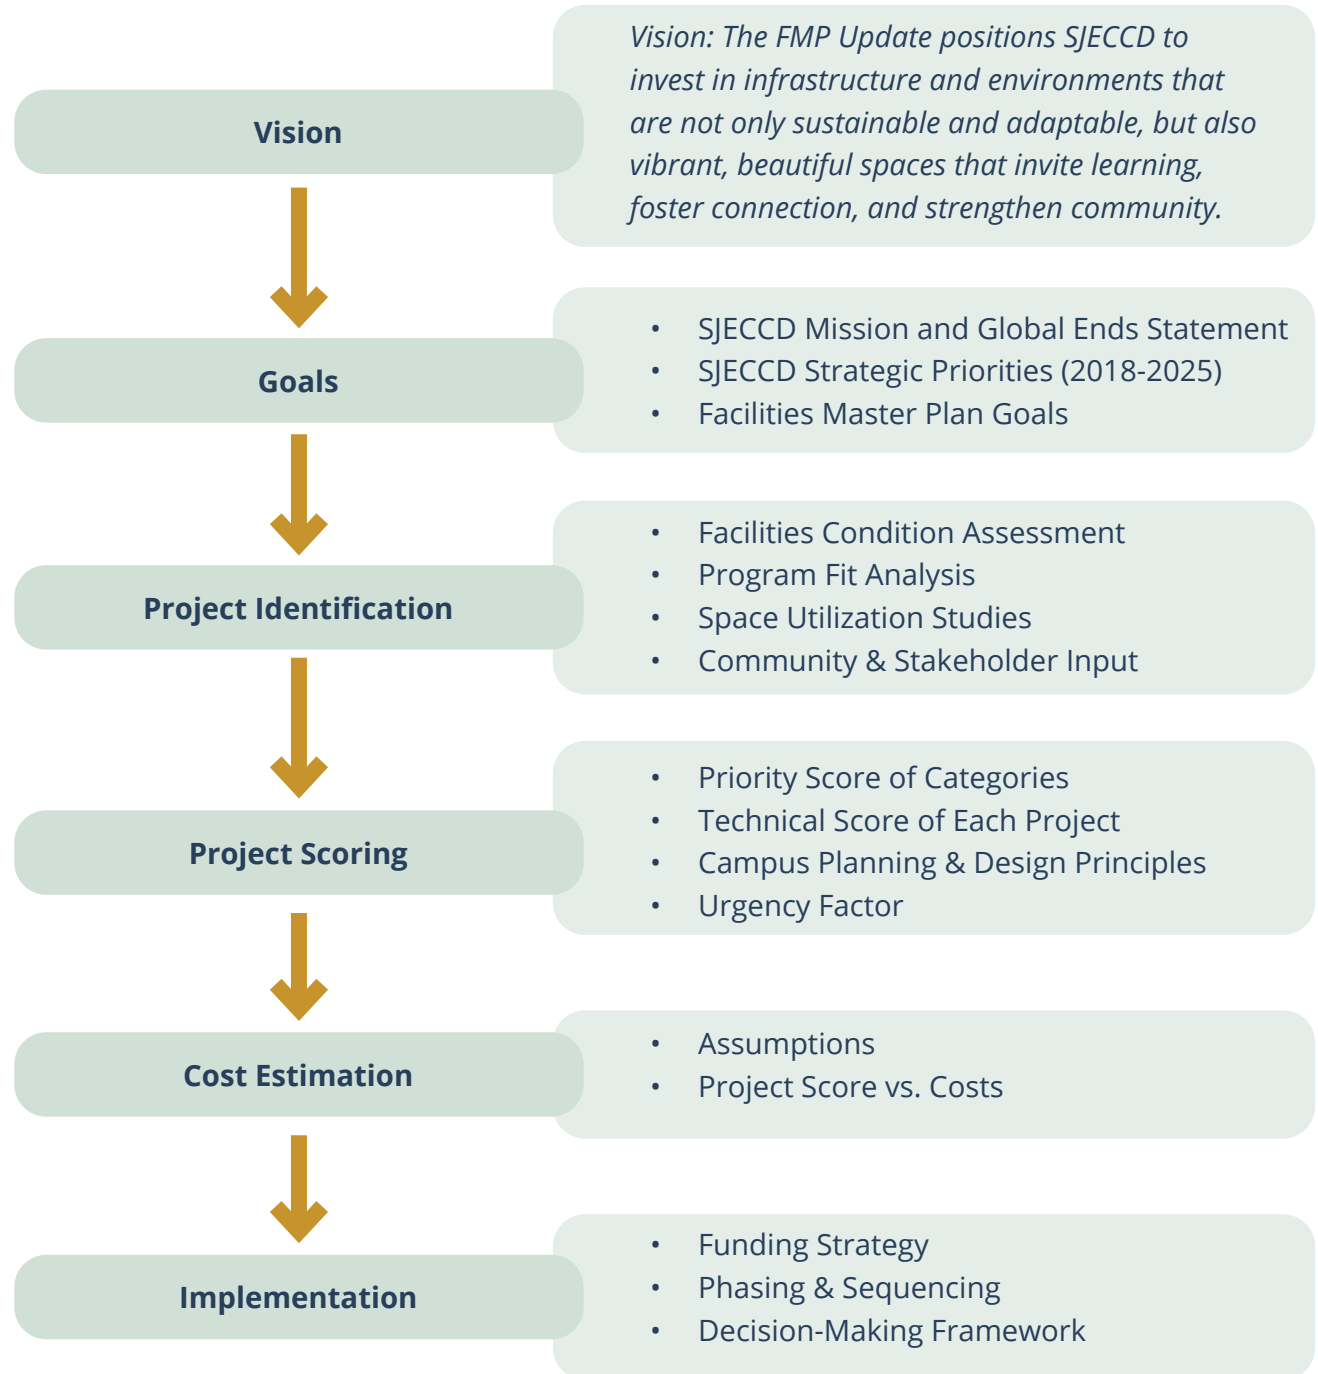 Vision
Vision: The FMP Update positions SJECCD to
invest in infrastructure and environments that
are not only sustainable and adaptable, but also
vibrant, beautiful spaces that invite learning,
foster connection, and strengthen community.
Goals
• SJECCD Mission and Global Ends Statement
• SJECCD Strategic Priorities (2018-2025)
• Facilities Master Plan Goals
Project Identification
• Facilities Condition Assessment
• Program Fit Analysis
• Space Utilization Studies
• Community & Stakeholder Input
Project Scoring
• Priority Score of Categories
• Technical Score of Each Project
• Campus Planning & Design Principles
• Urgency Factor
Cost Estimation
• Assumptions
• Project Score vs. Costs
Implementation
• Funding Strategy
• Phasing & Sequencing
• Decision-Making Framework